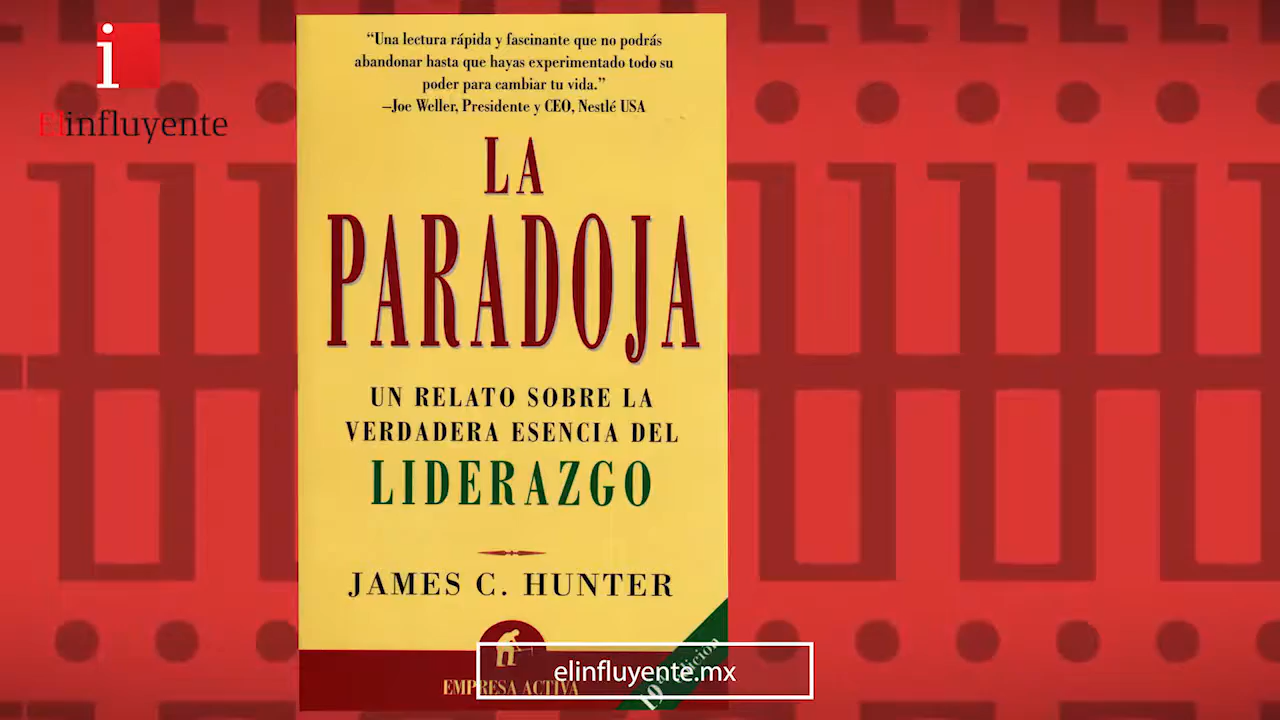 i
Elinfluyente
“Una lectura rápida y fascinante que no podrás
abandonar hasta que hayas experimentado todo su
poder para cambiar tu vida.”
–Joe Weller, Presidente y CEO, Nestlé USA
LA
PARADOJA
UN RELATO SOBRE LA
VERDADERA ESENCIA DEL
LIDERAZGO
JAMES C. HUNTER
EMPRESA ACTIVA
elinfluyente.mx